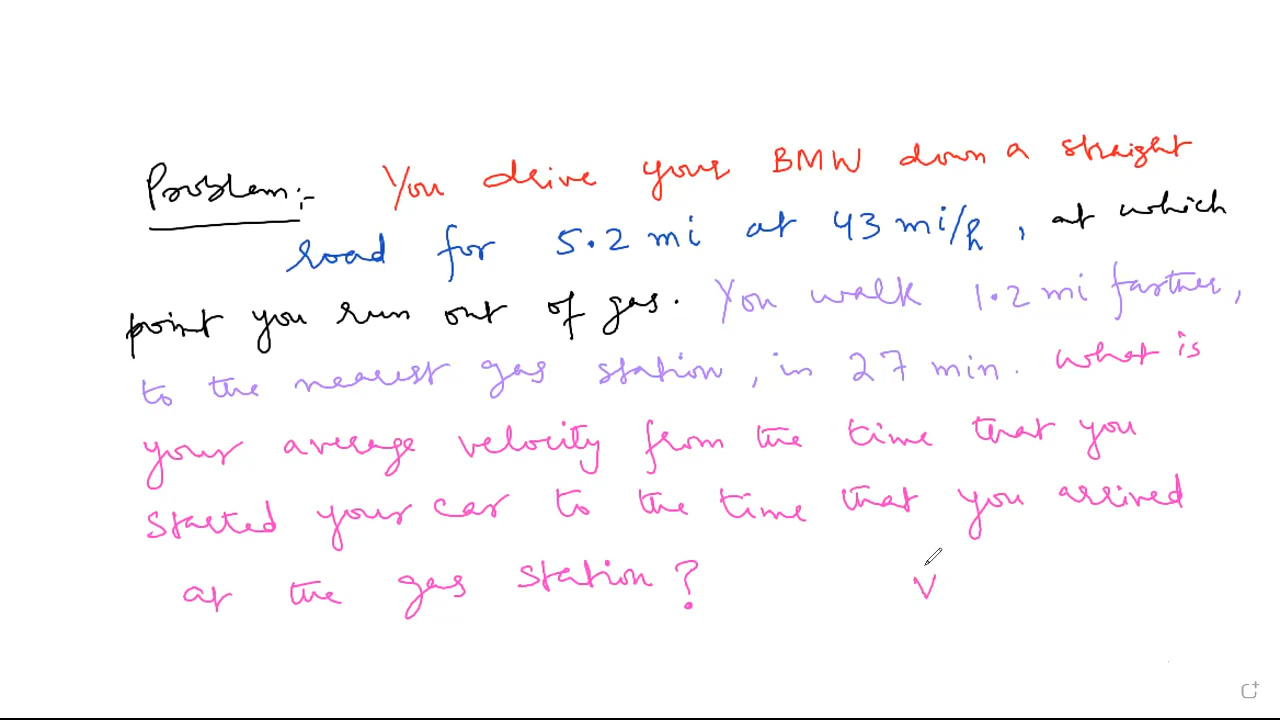 Problem:- You drive your BMW down a straight
road for 5.2 mi at 43 mi/h, at which
point you run out of gas. You walk 1.2 mi farther,
to the nearest gas station, in 27 min. What is
your average velocity from the time that you
started your car to the time that you arrived
at the gas station? V